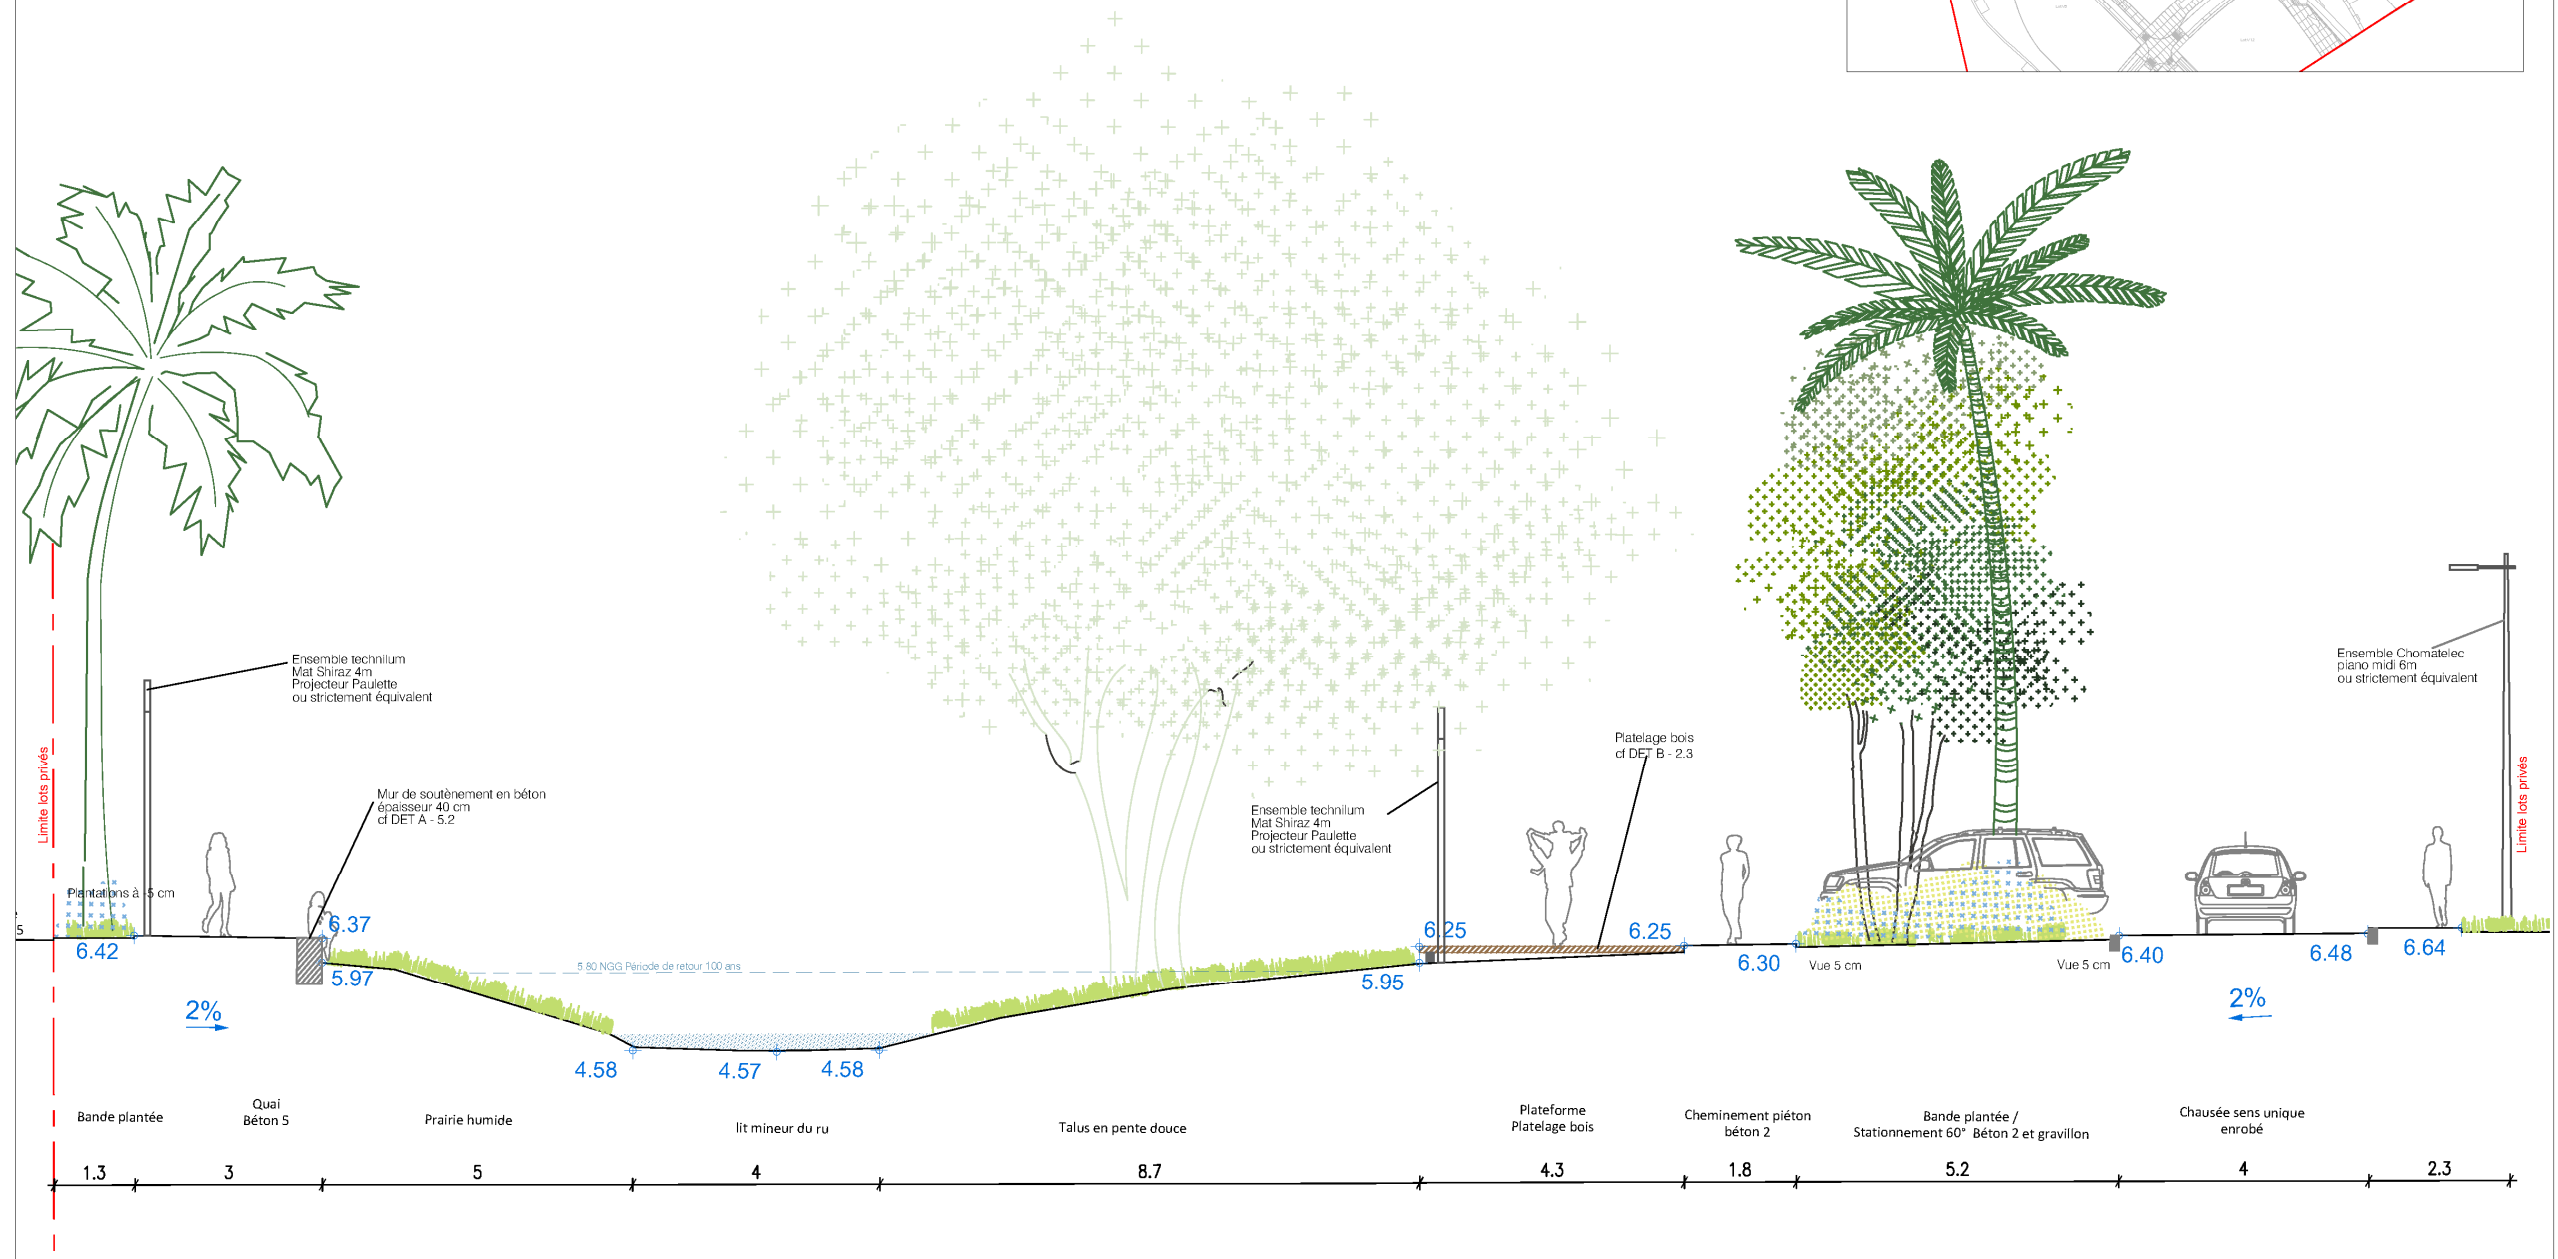 Limite lots privés
Ensemble technilum
Mat Shiraz 4m
Projecteur Paulette
ou strictement équivalent
Mur de soutènement en béton
épaisseur 40 cm
cf DET A - 5.2
Plantations à -5 cm
Ensemble technilum
Mat Shiraz 4m
Projecteur Paulette
ou strictement équivalent
Platelage bois
cf DET B - 2.3
Ensemble Chomatelec
piano midi 6m
ou strictement équivalent
Limite lots privés
5
6.42
6.37
5.97
5.80 NGG Période de retour 100 ans
4.58
4.57
4.58
6.25
5.95
6.25
6.30
Vue 5 cm
Vue 5 cm
6.40
6.48
6.64
2%
2%
Bande plantée
Quai
Béton 5
Prairie humide
lit mineur du ru
Talus en pente douce
Plateforme
Platelage bois
Cheminement piéton
béton 2
Bande plantée /
Stationnement 60° Béton 2 et gravillon
Chausée sens unique
enrobé
1.3
3
5
4
8.7
4.3
1.8
5.2
4
2.3